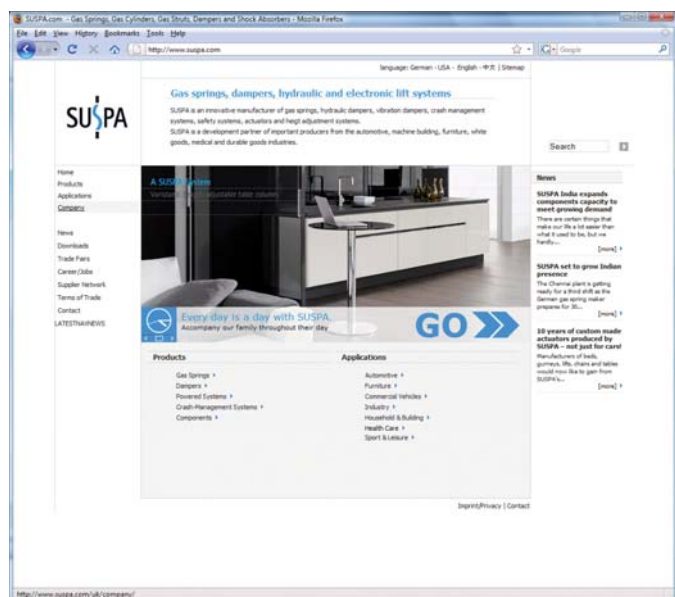 SUSPA.com - Gas Springs, Gas Cylinders, Gas Struts, Dampers and Shock Absorbers - Mozilla Firefox
File Edit View History Bookmarks Tools Help
http://www.suspa.com
Google
language: German - USA - English - 中文 | Sitemap
SUSPA
Gas springs, dampers, hydraulic and electronic lift systems
SUSPA is an innovative manufacturer of gas springs, hydraulic dampers, vibration dampers, crash management
systems, safety systems, actuators and heigt adjustment systems.
SUSPA is a development partner of important producers from the automotive, machine building, furniture, white
goods, medical and durable goods industries.
Search
Home
Products
Applications
Company
News
Downloads
Trade Fairs
Career/Jobs
Supplier Network
Terms of Trade
Contact
LATESTHAINEWS
A SUSPA System
table column
Every day is a day with SUSPA.
Accompany our family throughout their day
GO
News
SUSPA India expands
components capacity to
meet growing demand
There are certain things that
make our life a lot easier than
what it used to be, but we
hardly...
[more]
SUSPA set to grow Indian
presence
The Chennai plant is getting
ready for a third shift as the
German gas spring maker
prepares for 30...
[more]
10 years of custom made
actuators produced by
SUSPA – not just for cars!
Manufacturers of beds,
gurneys, lifts, chairs and tables
would now like to gain from
SUSPA's...
[more]
Products
Gas Springs
Dampers
Powered Systems
Crash-Management Systems
Components
Applications
Automotive
Furniture
Commercial Vehicles
Industry
Household & Building
Health Care
Sport & Leisure
Imprint/Privacy | Contact
http://www.suspa.com/uk/company/